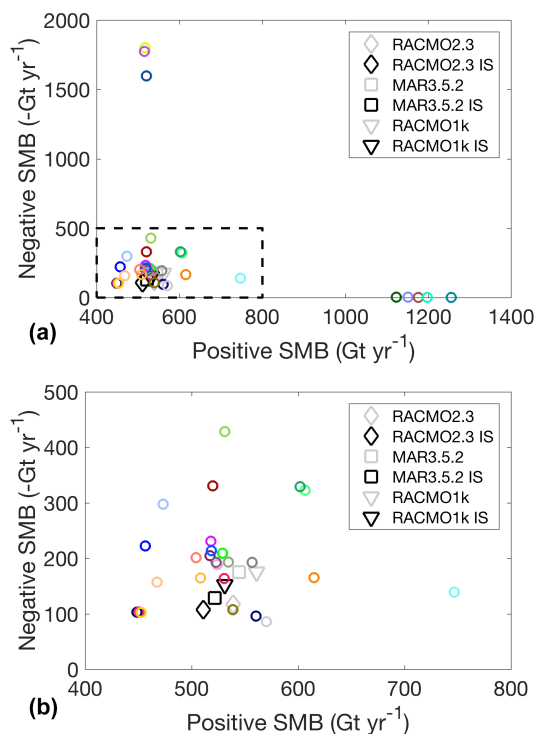 2000
1500
1000
500
0
Negative SMB (-Gt yr⁻¹)
RACMO2.3
RACMO2.3 IS
MAR3.5.2
MAR3.5.2 IS
RACMO1k
RACMO1k IS
400 600 800 1000 1200 1400
(a)
Positive SMB (Gt yr⁻¹)
500
400
300
200
100
0
Negative SMB (-Gt yr⁻¹)
RACMO2.3
RACMO2.3 IS
MAR3.5.2
MAR3.5.2 IS
RACMO1k
RACMO1k IS
400 500 600 700 800
(b)
Positive SMB (Gt yr⁻¹)